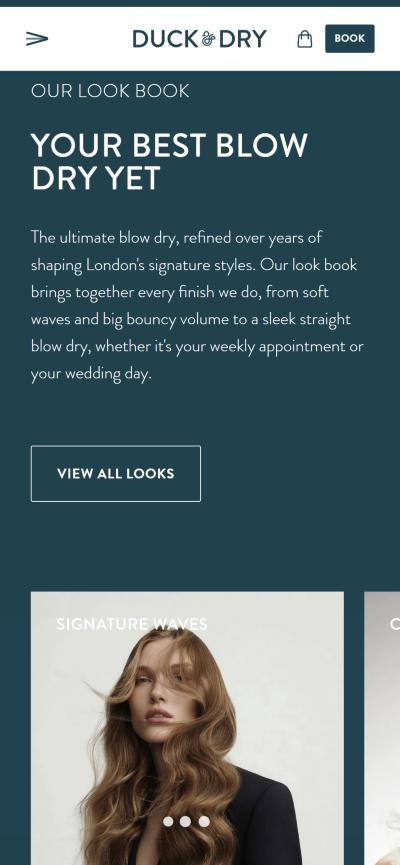 DUCK & DRY
BOOK
OUR LOOK BOOK
YOUR BEST BLOW
DRY YET
The ultimate blow dry, refined over years of
shaping London's signature styles. Our look book
brings together every finish we do, from soft
waves and big bouncy volume to a sleek straight
blow dry, whether it's your weekly appointment or
your wedding day.
VIEW ALL LOOKS
SIGNATURE WAVES